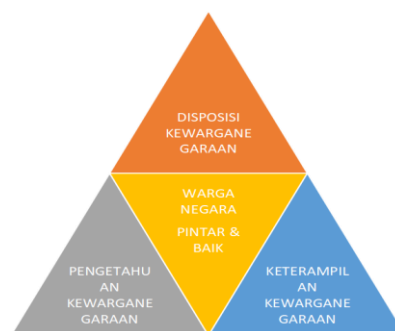 DISPOSISI
KEWARGANE
GARAAN
WARGA
NEGARA
PINTAR &
BAIK
PENGETAHU
AN
KEWARGANE
GARAAN
KETERAMPIL
AN
KEWARGANE
GARAAN